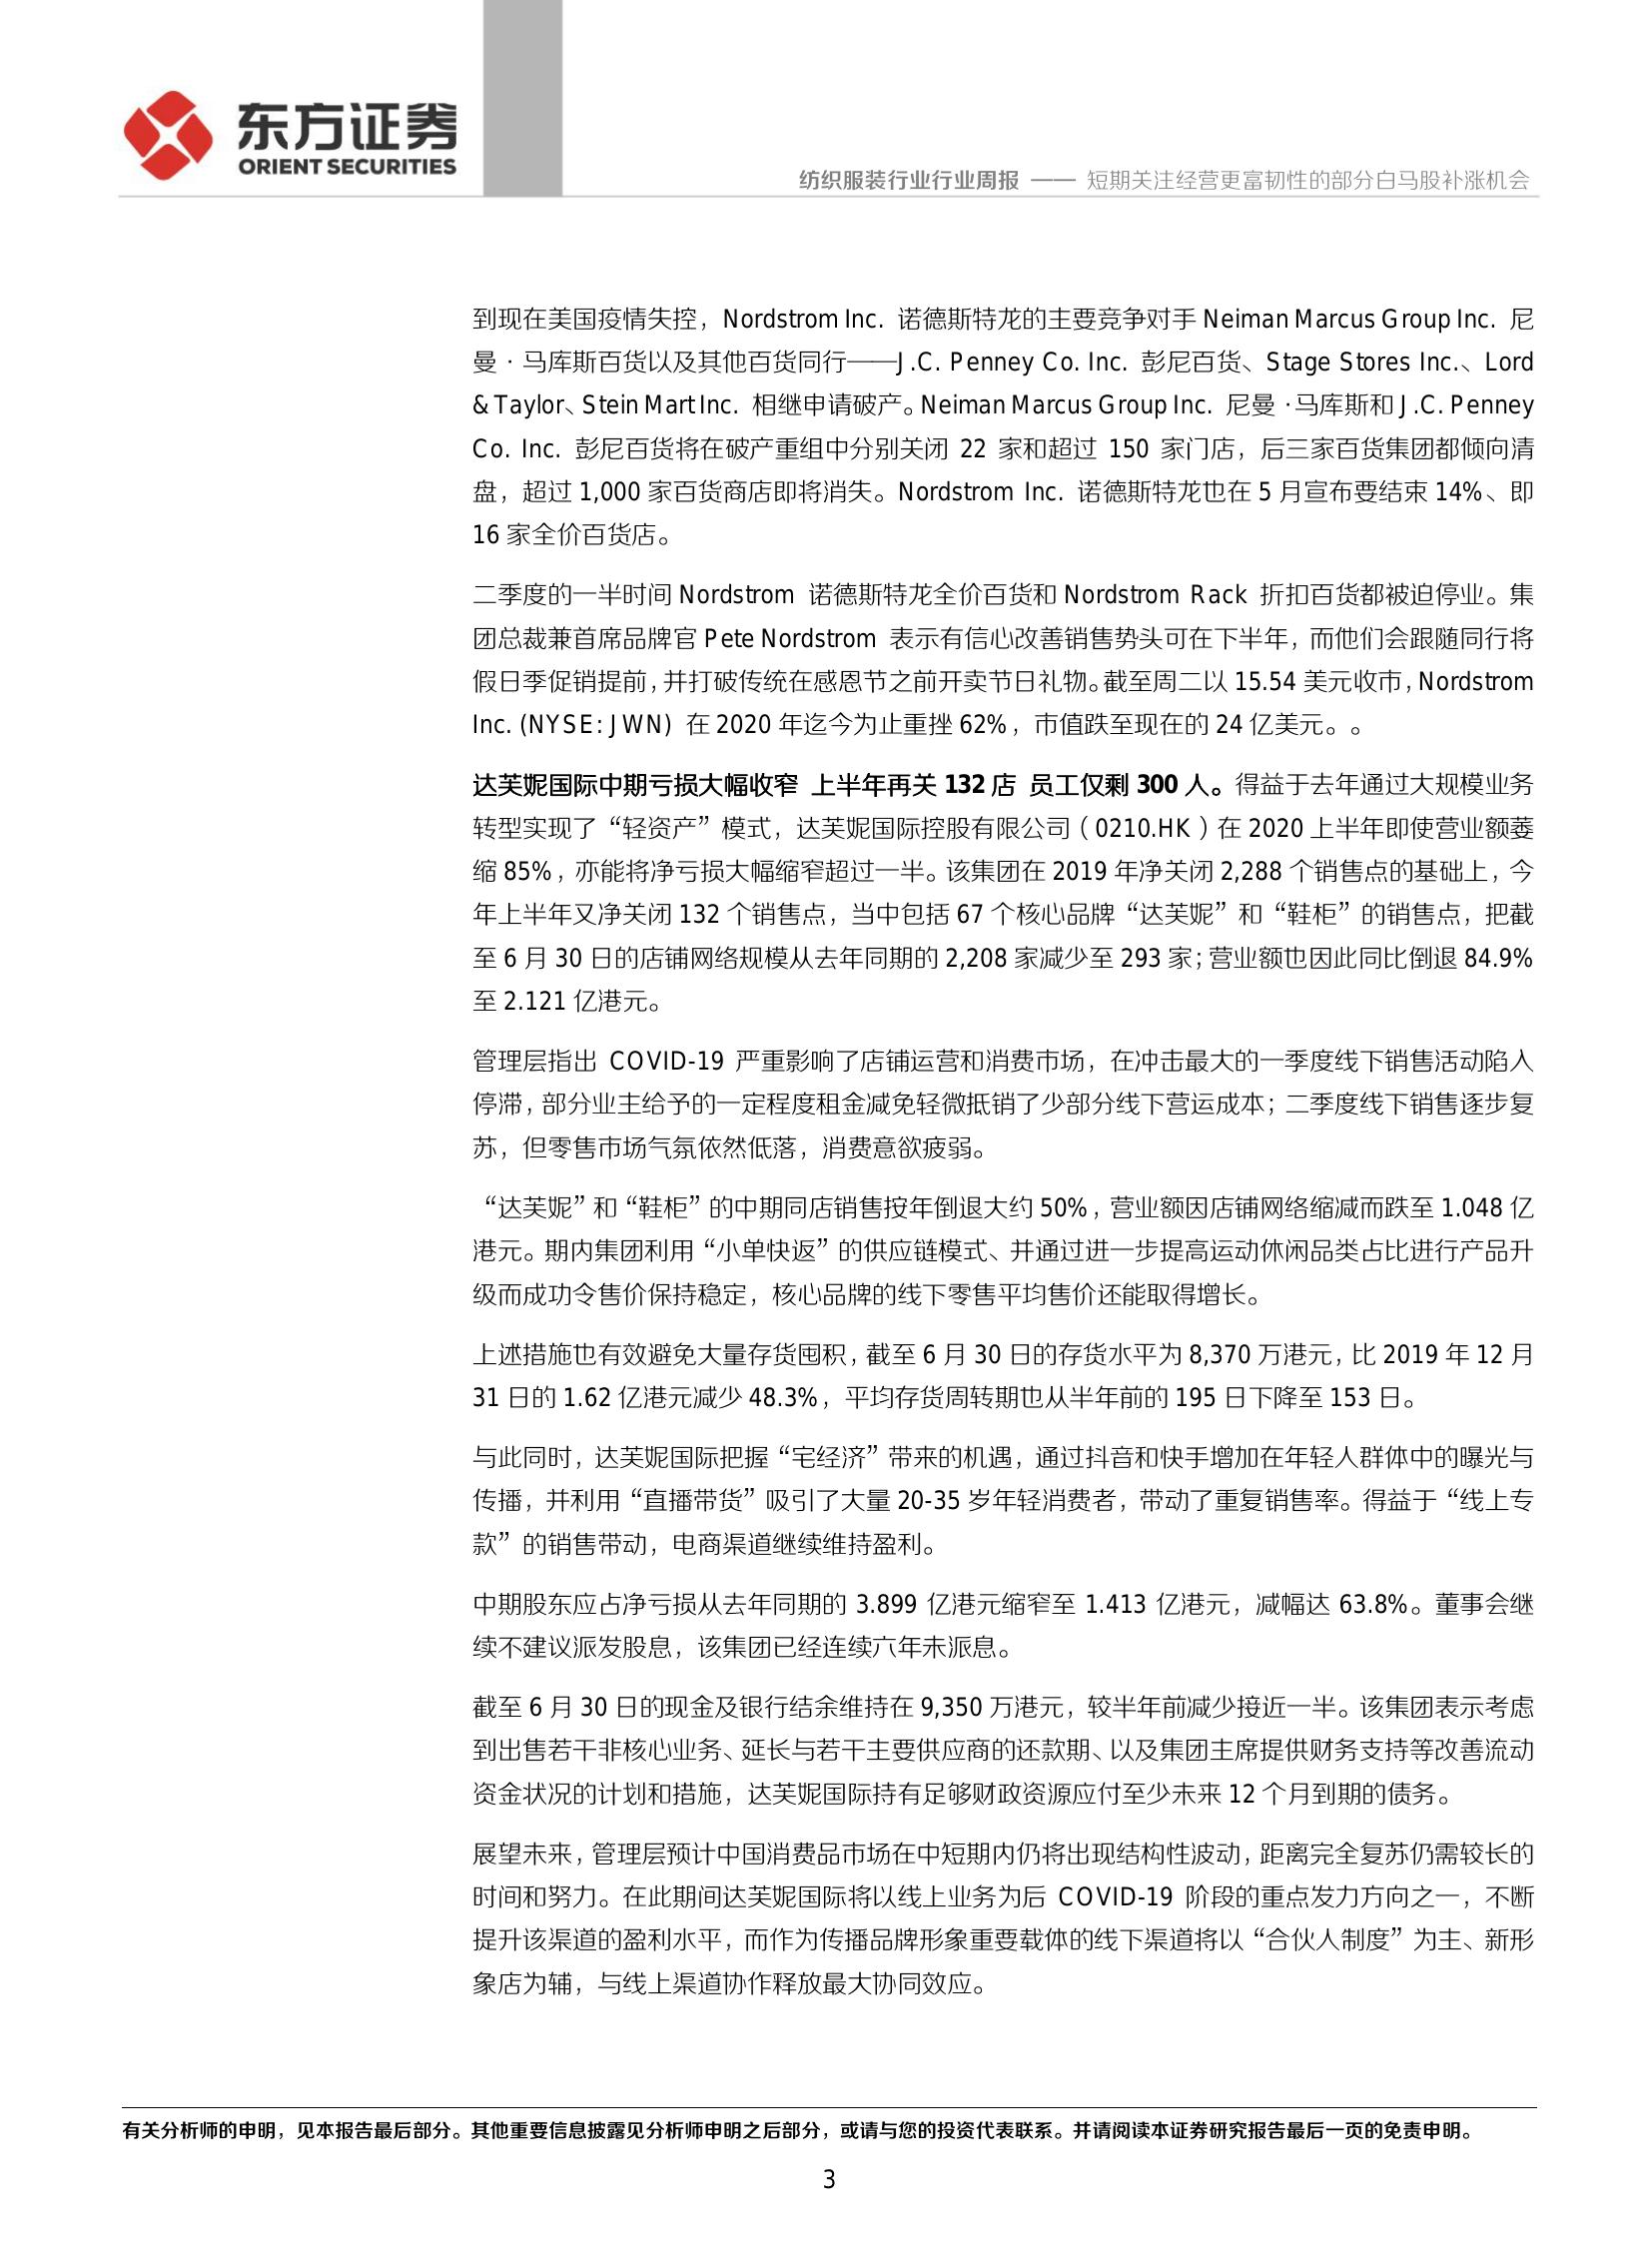 东方证券
ORIENT SECURITIES
纺织服装行业行业周报 —— 短期关注经营更富韧性的部分白马股补涨机会
到现在美国疫情失控，Nordstrom Inc. 诺德斯特龙的主要竞争对手 Neiman Marcus Group Inc. 尼
曼·马库斯百货以及其他百货同行——J.C. Penney Co. Inc. 彭尼百货、Stage Stores Inc.、Lord
& Taylor、Stein Mart Inc. 相继申请破产。Neiman Marcus Group Inc. 尼曼·马库斯和 J.C. Penney
Co. Inc. 彭尼百货将在破产重组中分别关闭 22 家和超过 150 家门店，后三家百货集团都倾向清
盘，超过 1,000 家百货商店即将消失。Nordstrom Inc. 诺德斯特龙也在 5 月宣布要结束 14%、即
16 家全价百货店。
二季度的一半时间 Nordstrom 诺德斯特龙全价百货和 Nordstrom Rack 折扣百货都被迫停业。集
团总裁兼首席品牌官 Pete Nordstrom 表示有信心改善销售势头可在下半年，而他们会跟随同行将
假日季促销提前，并打破传统在感恩节之前开卖节日礼物。截至周二以 15.54 美元收市，Nordstrom
Inc. (NYSE: JWN) 在 2020 年迄今为止重挫 62%，市值跌至现在的 24 亿美元。。
达芙妮国际中期亏损大幅收窄 上半年再关 132 店 员工仅剩 300 人。得益于去年通过大规模业务
转型实现了“轻资产”模式，达芙妮国际控股有限公司（0210.HK）在 2020 上半年即使营业额萎
缩 85%，亦能将净亏损大幅缩窄超过一半。该集团在 2019 年净关闭 2,288 个销售点的基础上，今
年上半年又净关闭 132 个销售点，当中包括 67 个核心品牌“达芙妮”和“鞋柜”的销售点，把截
至 6 月 30 日的店铺网络规模从去年同期的 2,208 家减少至 293 家；营业额也因此同比倒退 84.9%
至 2.121 亿港元。
管理层指出 COVID-19 严重影响了店铺运营和消费市场，在冲击最大的一季度线下销售活动陷入
停滞，部分业主给予的一定程度租金减免轻微抵销了少部分线下营运成本；二季度线下销售逐步复
苏，但零售市场气氛依然低落，消费意欲疲弱。
“达芙妮”和“鞋柜”的中期同店销售按年倒退大约 50%，营业额因店铺网络缩减而跌至 1.048 亿
港元。期内集团利用“小单快返”的供应链模式、并通过进一步提高运动休闲品类占比进行产品升
级而成功令售价保持稳定，核心品牌的线下零售平均售价还能取得增长。
上述措施也有效避免大量存货囤积，截至 6 月 30 日的存货水平为 8,370 万港元，比 2019 年 12 月
31 日的 1.62 亿港元减少 48.3%，平均存货周转期也从半年前的 195 日下降至 153 日。
与此同时，达芙妮国际把握“宅经济”带来的机遇，通过抖音和快手增加在年轻人群体中的曝光与
传播，并利用“直播带货”吸引了大量 20-35 岁年轻消费者，带动了重复销售率。得益于“线上专
款”的销售带动，电商渠道继续维持盈利。
中期股东应占净亏损从去年同期的 3.899 亿港元缩窄至 1.413 亿港元，减幅达 63.8%。董事会继
续不建议派发股息，该集团已经连续六年未派息。
截至 6 月 30 日的现金及银行结余维持在 9,350 万港元，较半年前减少接近一半。该集团表示考虑
到出售若干非核心业务、延长与若干主要供应商的还款期、以及集团主席提供财务支持等改善流动
资金状况的计划和措施，达芙妮国际持有足够财政资源应付至少未来 12 个月到期的债务。
展望未来，管理层预计中国消费品市场在中短期内仍将出现结构性波动，距离完全复苏仍需较长的
时间和努力。在此期间达芙妮国际将以线上业务为后 COVID-19 阶段的重点发力方向之一，不断
提升该渠道的盈利水平，而作为传播品牌形象重要载体的线下渠道将以“合伙人制度”为主、新形
象店为辅，与线上渠道协作释放最大协同效应。
有关分析师的申明，见本报告最后部分。其他重要信息披露见分析师申明之后部分，或请与您的投资代表联系。并请阅读本证券研究报告最后一页的免责申明。
3